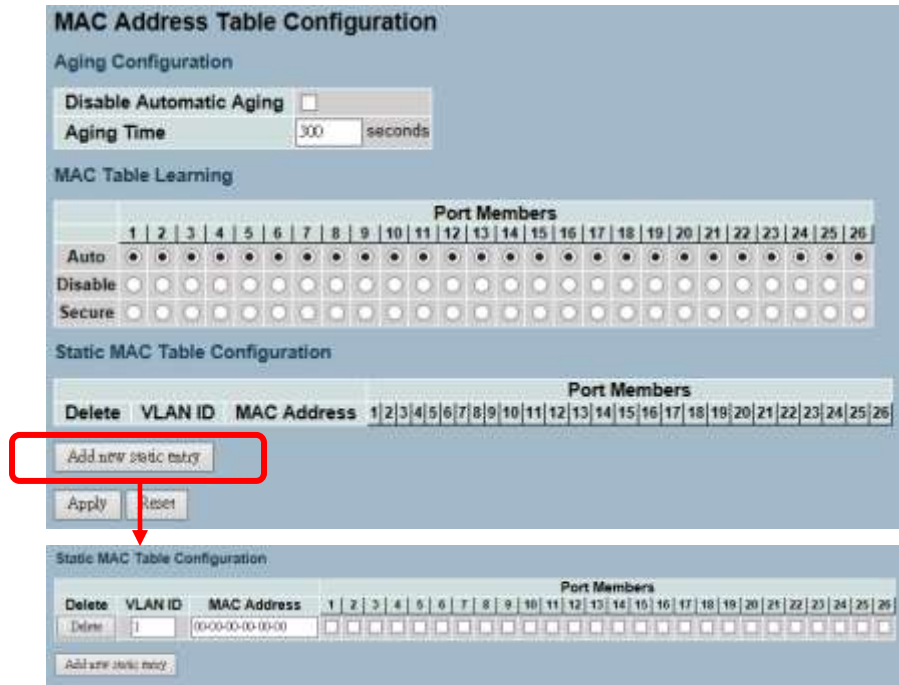 MAC Address Table Configuration
Aging Configuration
Disable Automatic Aging
Aging Time 300 seconds
MAC Table Learning
Port Members
1 2 3 4 5 6 7 8 9 10 11 12 13 14 15 16 17 18 19 20 21 22 23 24 25 26
Auto
Disable
Secure
Static MAC Table Configuration
Port Members
Delete VLAN ID MAC Address 1 2 3 4 5 6 7 8 9 10 11 12 13 14 15 16 17 18 19 20 21 22 23 24 25 26
Add new static entry
Apply Reset
Static MAC Table Configuration
Port Members
Delete VLAN ID MAC Address 1 2 3 4 5 6 7 8 9 10 11 12 13 14 15 16 17 18 19 20 21 22 23 24 25 26
Delete 1 00-00-00-00-00-00
Add new static entry